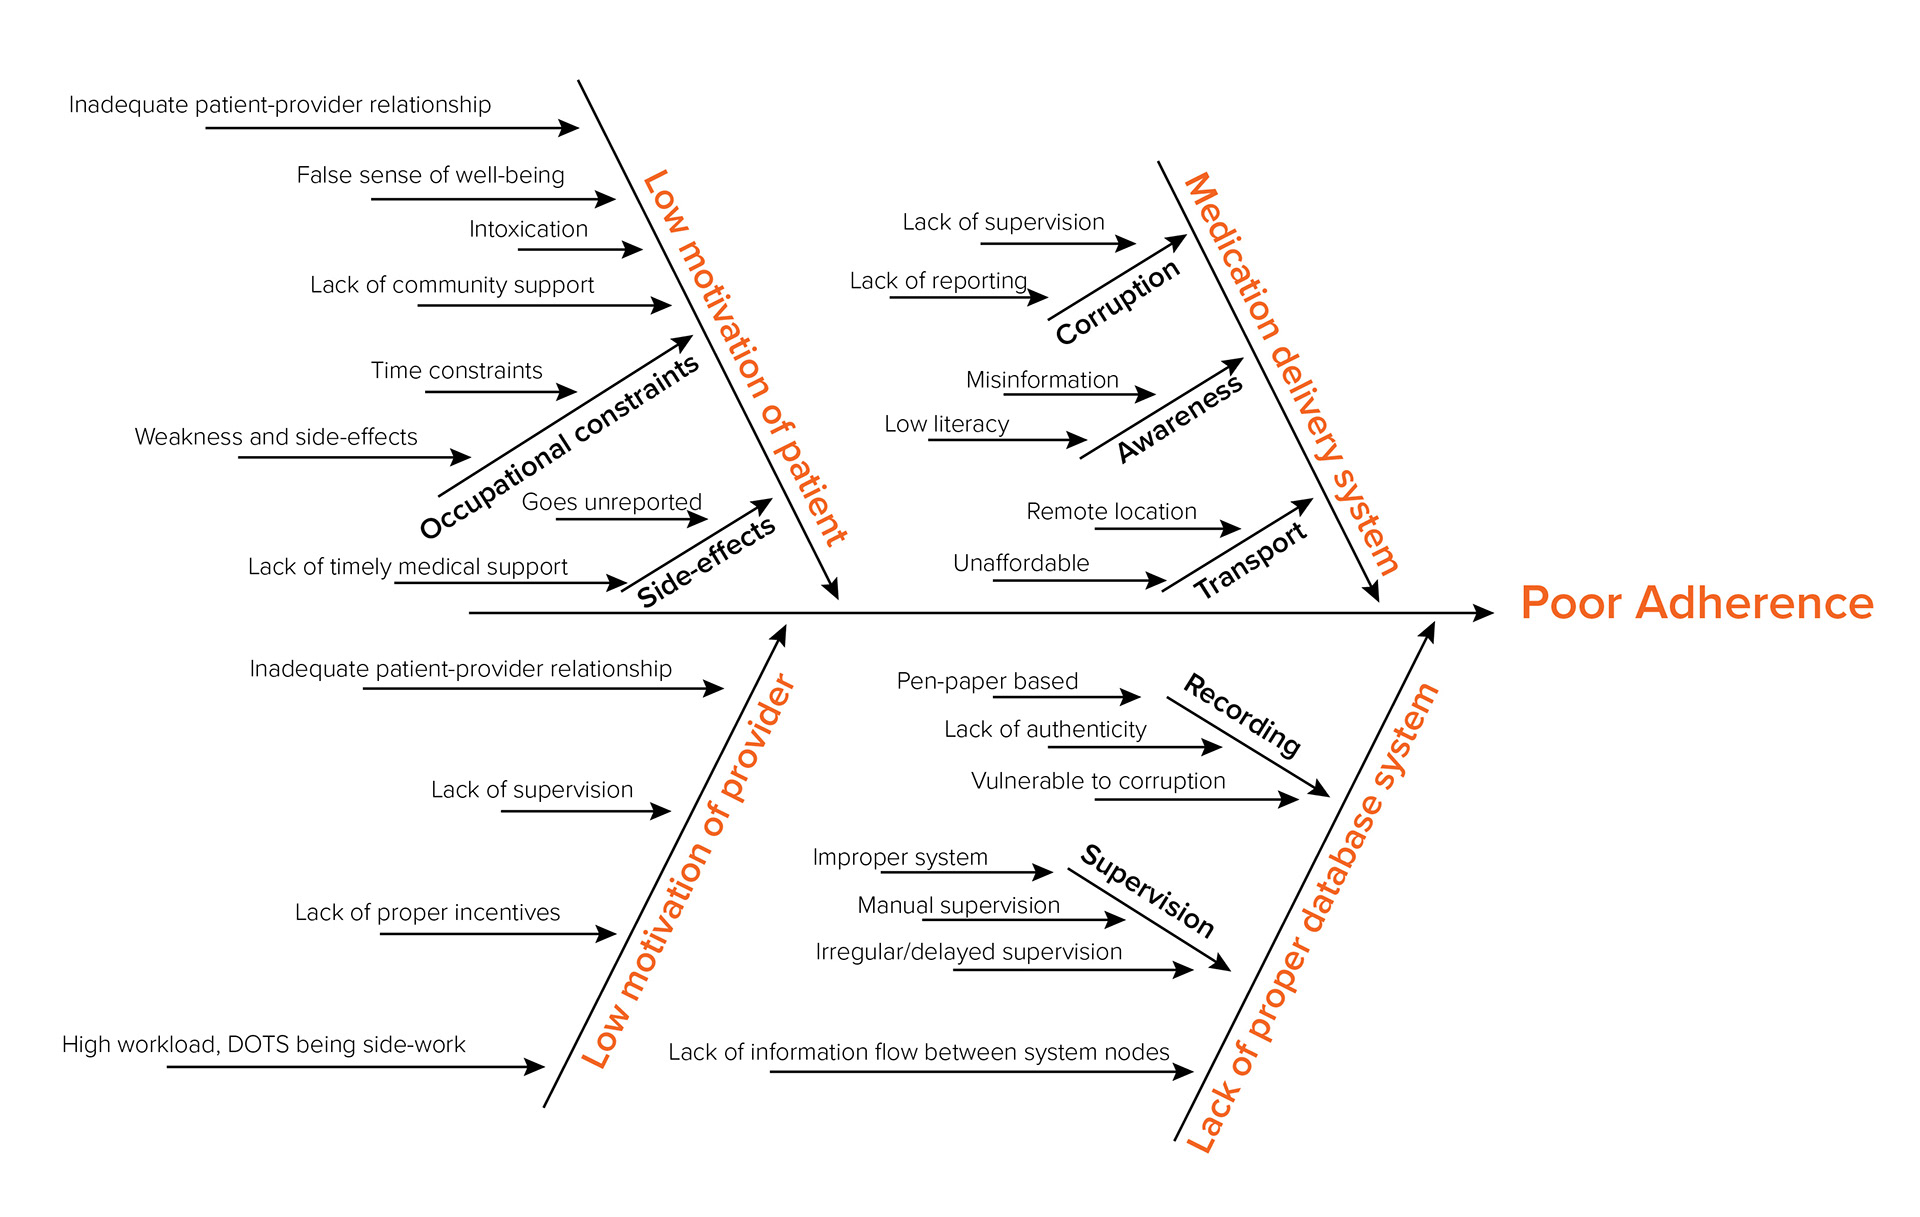 Inadequate patient-provider relationship
False sense of well-being
Intoxication
Lack of community support
Time constraints
Weakness and side-effects
Occupational constraints
Goes unreported
Lack of timely medical support
Side-effects
Low motivation of patient
Lack of supervision
Lack of reporting
Corruption
Misinformation
Low literacy
Awareness
Remote location
Unaffordable
Transport
Medication delivery system
Poor Adherence
Inadequate patient-provider relationship
Lack of supervision
Lack of proper incentives
High workload, DOTS being side-work
Low motivation of provider
Pen-paper based
Lack of authenticity
Vulnerable to corruption
Recording
Improper system
Manual supervision
Irregular/delayed supervision
Supervision
Lack of information flow between system nodes
Lack of proper database system